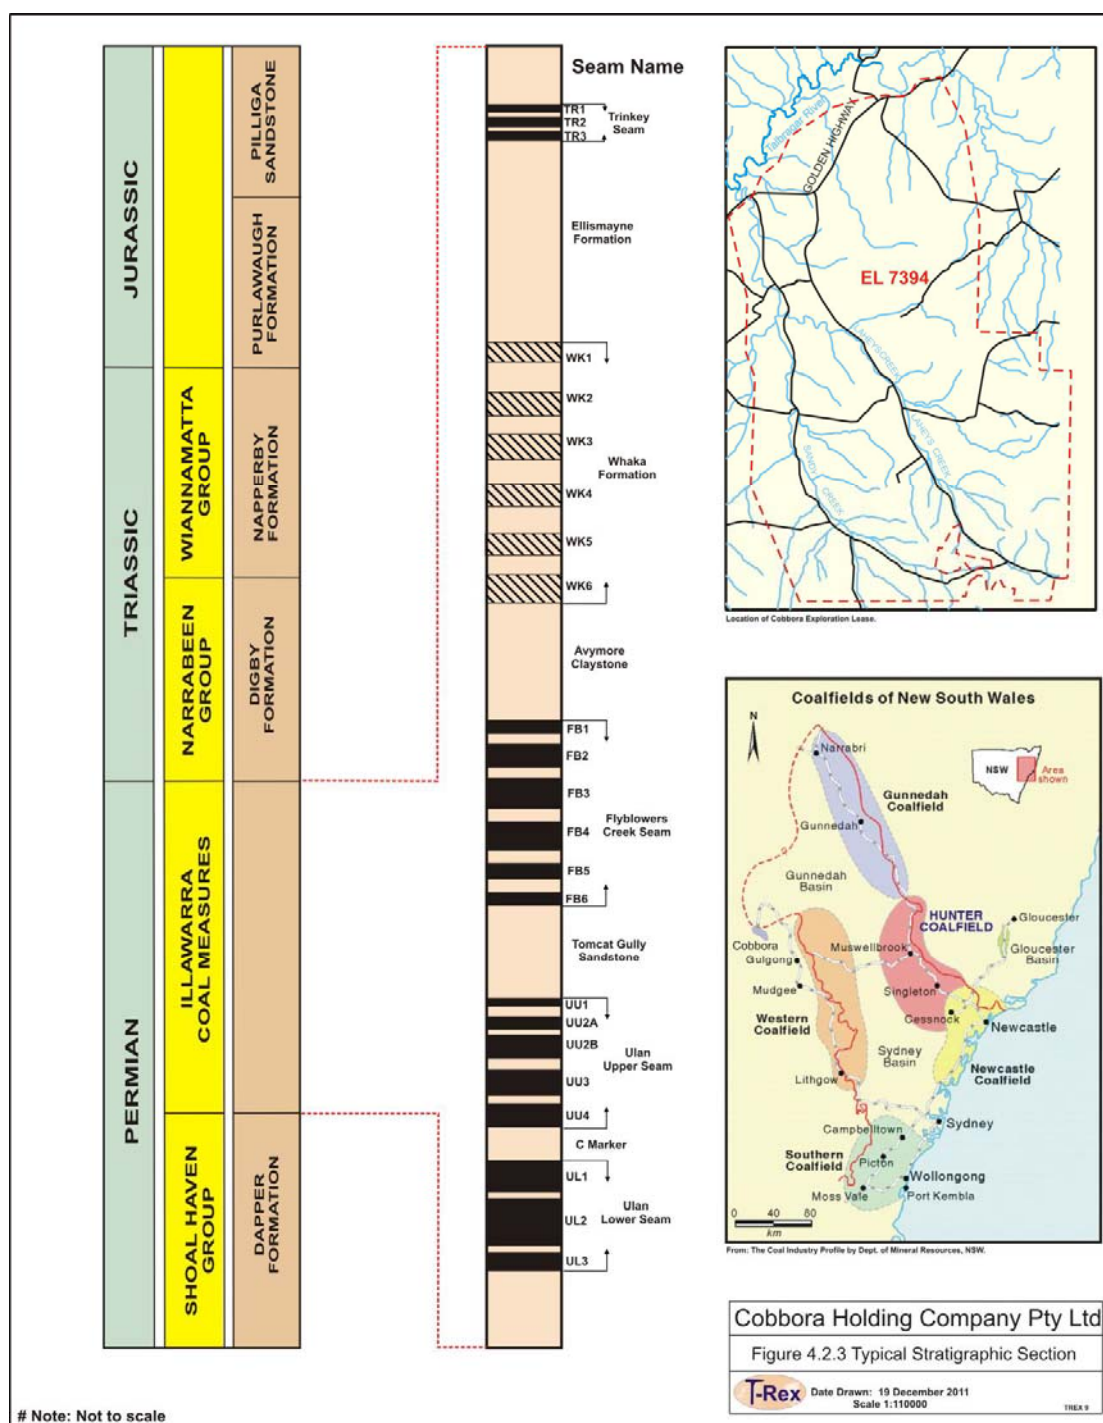 JURASSIC
TRIASSIC
PERMIAN
WIANNAMATTA
GROUP
NARRABEEN
GROUP
ILLAWARRA
COAL MEASURES
SHOAL HAVEN
GROUP
PILLIGA
SANDSTONE
PURLAWAUGH
FORMATION
NAPPERBY
FORMATION
DIGBY
FORMATION
DAPPER
FORMATION
Seam Name
TR1
TR2
TR3
Trinkey
Seam
Ellismayne
Formation
WK1
WK2
WK3
WK4
WK5
WK6
Whaka
Formation
Avymore
Claystone
FB1
FB2
FB3
FB4
FB5
FB6
Flyblowers
Creek Seam
Tomcat Gully
Sandstone
UU1
UU2A
UU2B
UU3
UU4
Ulan
Upper Seam
C Marker
UL1
UL2
UL3
Ulan
Lower Seam
Talbragar River
GOLDEN HIGHWAY
EL 7394
LAHEYS CREEK
LAHEYS CREEK
SANDY
CREEK
Location of Cobbora Exploration Lease.
Coalfields of New South Wales
N
Narrabri
NSW
Area
shown
Gunnedah
Coalfield
Gunnedah
Gunnedah
Basin
HUNTER
COALFIELD
Gloucester
Gloucester
Basin
Cobbora
Gulgong
Muswellbrook
Mudgee
Singleton
Western
Coalfield
Cessnock
Newcastle
Sydney
Basin
Lithgow
Newcastle
Coalfield
Campbelltown
Sydney
Southern
Coalfield
Picton
Wollongong
Moss Vale
Port Kembla
0 40 80
km
From: The Coal Industry Profile by Dept. of Mineral Resources, NSW.
Cobbora Holding Company Pty Ltd
Figure 4.2.3 Typical Stratigraphic Section
T-Rex
Date Drawn: 19 December 2011
Scale 1:110000
TREX 9
# Note: Not to scale